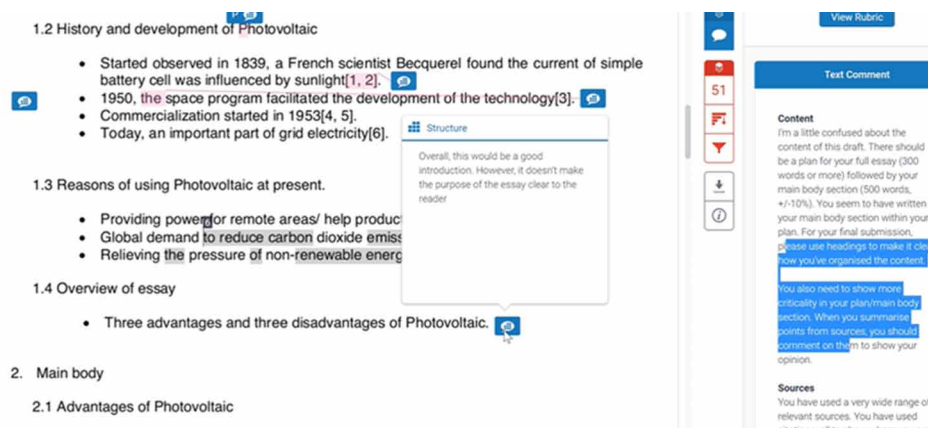 1.2 History and development of Photovoltaic
Started observed in 1839, a French scientist Becquerel found the current of simple
battery cell was influenced by sunlight[1, 2].
1950, the space program facilitated the development of the technology[3].
Commercialization started in 1953[4, 5].
Today, an important part of grid electricity[6].
1.3 Reasons of using Photovoltaic at present.
Providing power for remote areas/ help produc
Global demand to reduce carbon dioxide emiss
Relieving the pressure of non-renewable energ
1.4 Overview of essay
Three advantages and three disadvantages of Photovoltaic.
2. Main body
2.1 Advantages of Photovoltaic
Structure
Overall, this would be a good
introduction. However, it doesn't make
the purpose of the essay clear to the
reader
51
View Rubric
Text Comment
Content
I'm a little confused about the
content of this draft. There should
be a plan for your full essay (300
words or more) followed by your
main body section (500 words,
+/-10%). You seem to have written
your main body section within your
plan. For your final submission,
please use headings to make it clea
how you've organised the content.
You also need to show more
criticality in your plan/main body
section. When you summarise
points from sources, you should
comment on them to show your
opinion.
Sources
You have used a very wide range of
relevant sources. You have used